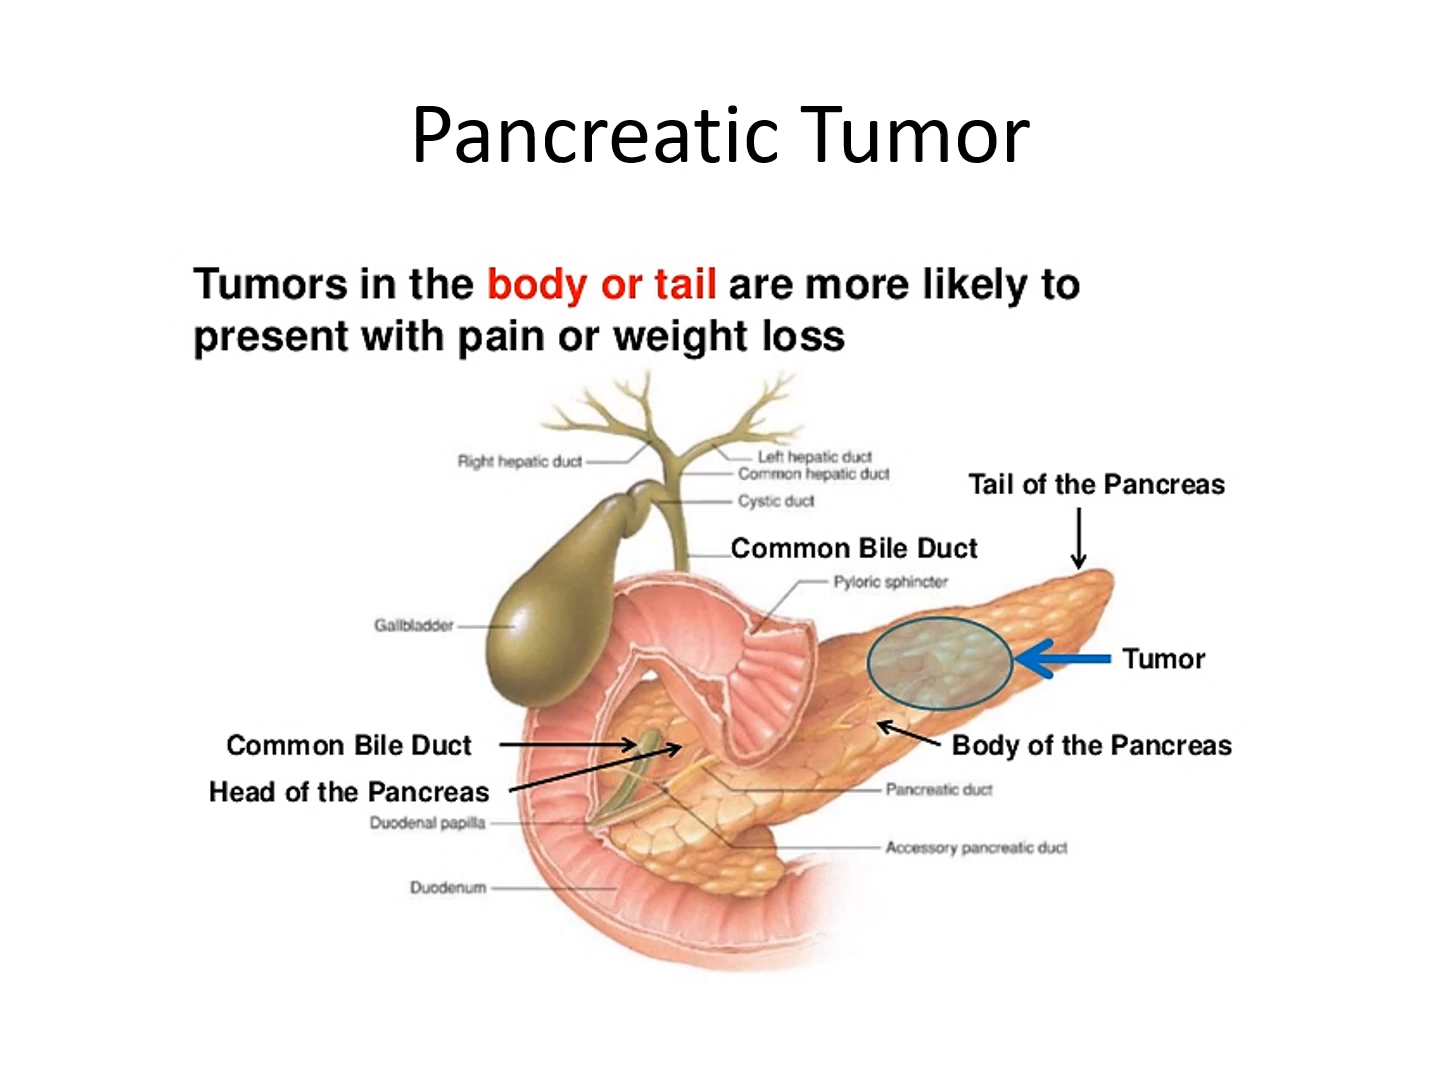 Pancreatic Tumor
Tumors in the body or tail are more likely to
present with pain or weight loss
Right hepatic duct
Left hepatic duct
Common hepatic duct
Cystic duct
Tail of the Pancreas
Common Bile Duct
Pyloric sphincter
Gallbladder
Tumor
Common Bile Duct
Body of the Pancreas
Head of the Pancreas
Pancreatic duct
Duodenal papilla
Accessory pancreatic duct
Duodenum